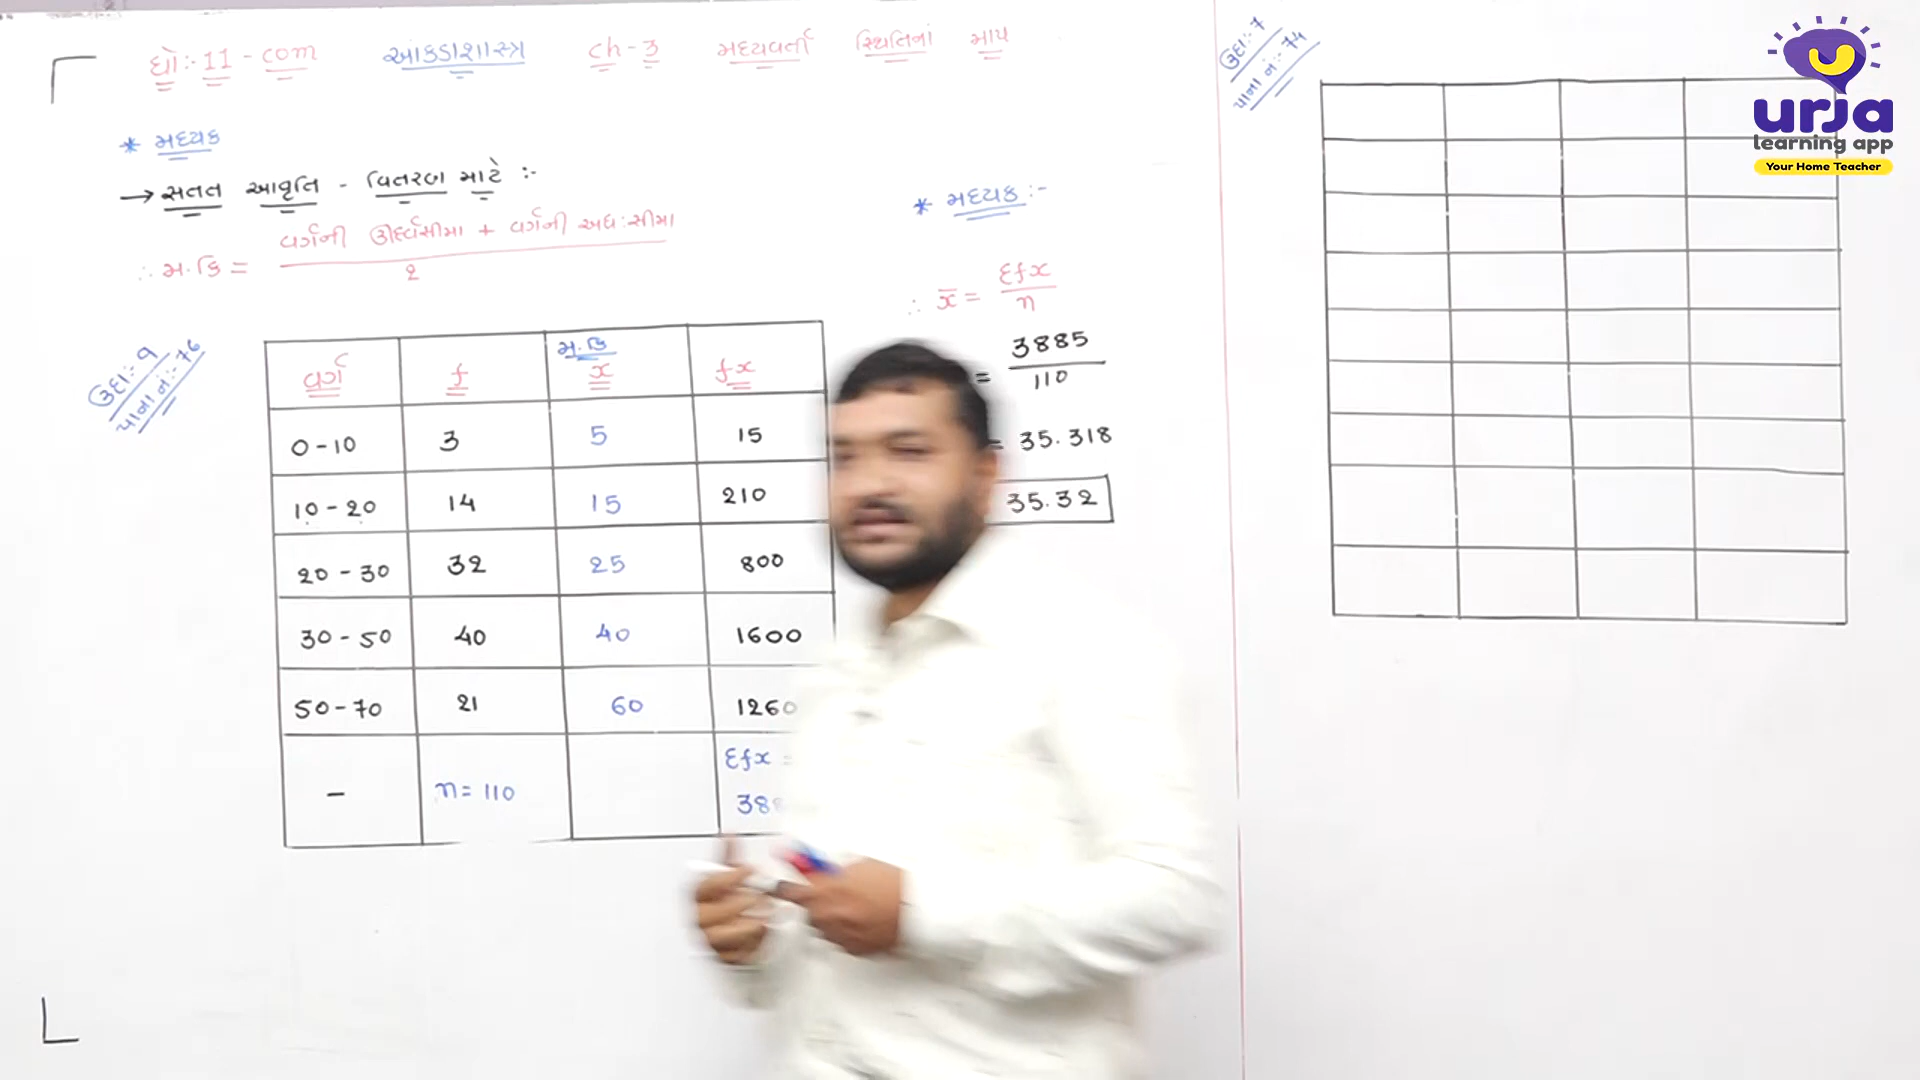 ધો:-11-com આંકડાશાસ્ત્ર ch-3 મધ્યવર્તી સ્થિતિનાં માપ
* મધ્યક
→ સતત આવૃત્તિ - વિતરણ માટે :-
∴ મ.કિં = વર્ગની ઊર્ધ્વસીમા + વર્ગની અધ:સીમા / 2
ઉદા:-9
પાના નં:-76
વર્ગ f મ.કિં x fx
0-10 3 5 15
10-20 14 15 210
20-30 32 25 800
30-50 40 40 1600
50-70 21 60 1260
- n=110 Σfx =
388
* મધ્યક :-
∴ x̄ = Σfx / n
= 3885 / 110
= 35.318
35.32
ઉદા:-7
પાના નં:-74
urja
learning app
Your Home Teacher